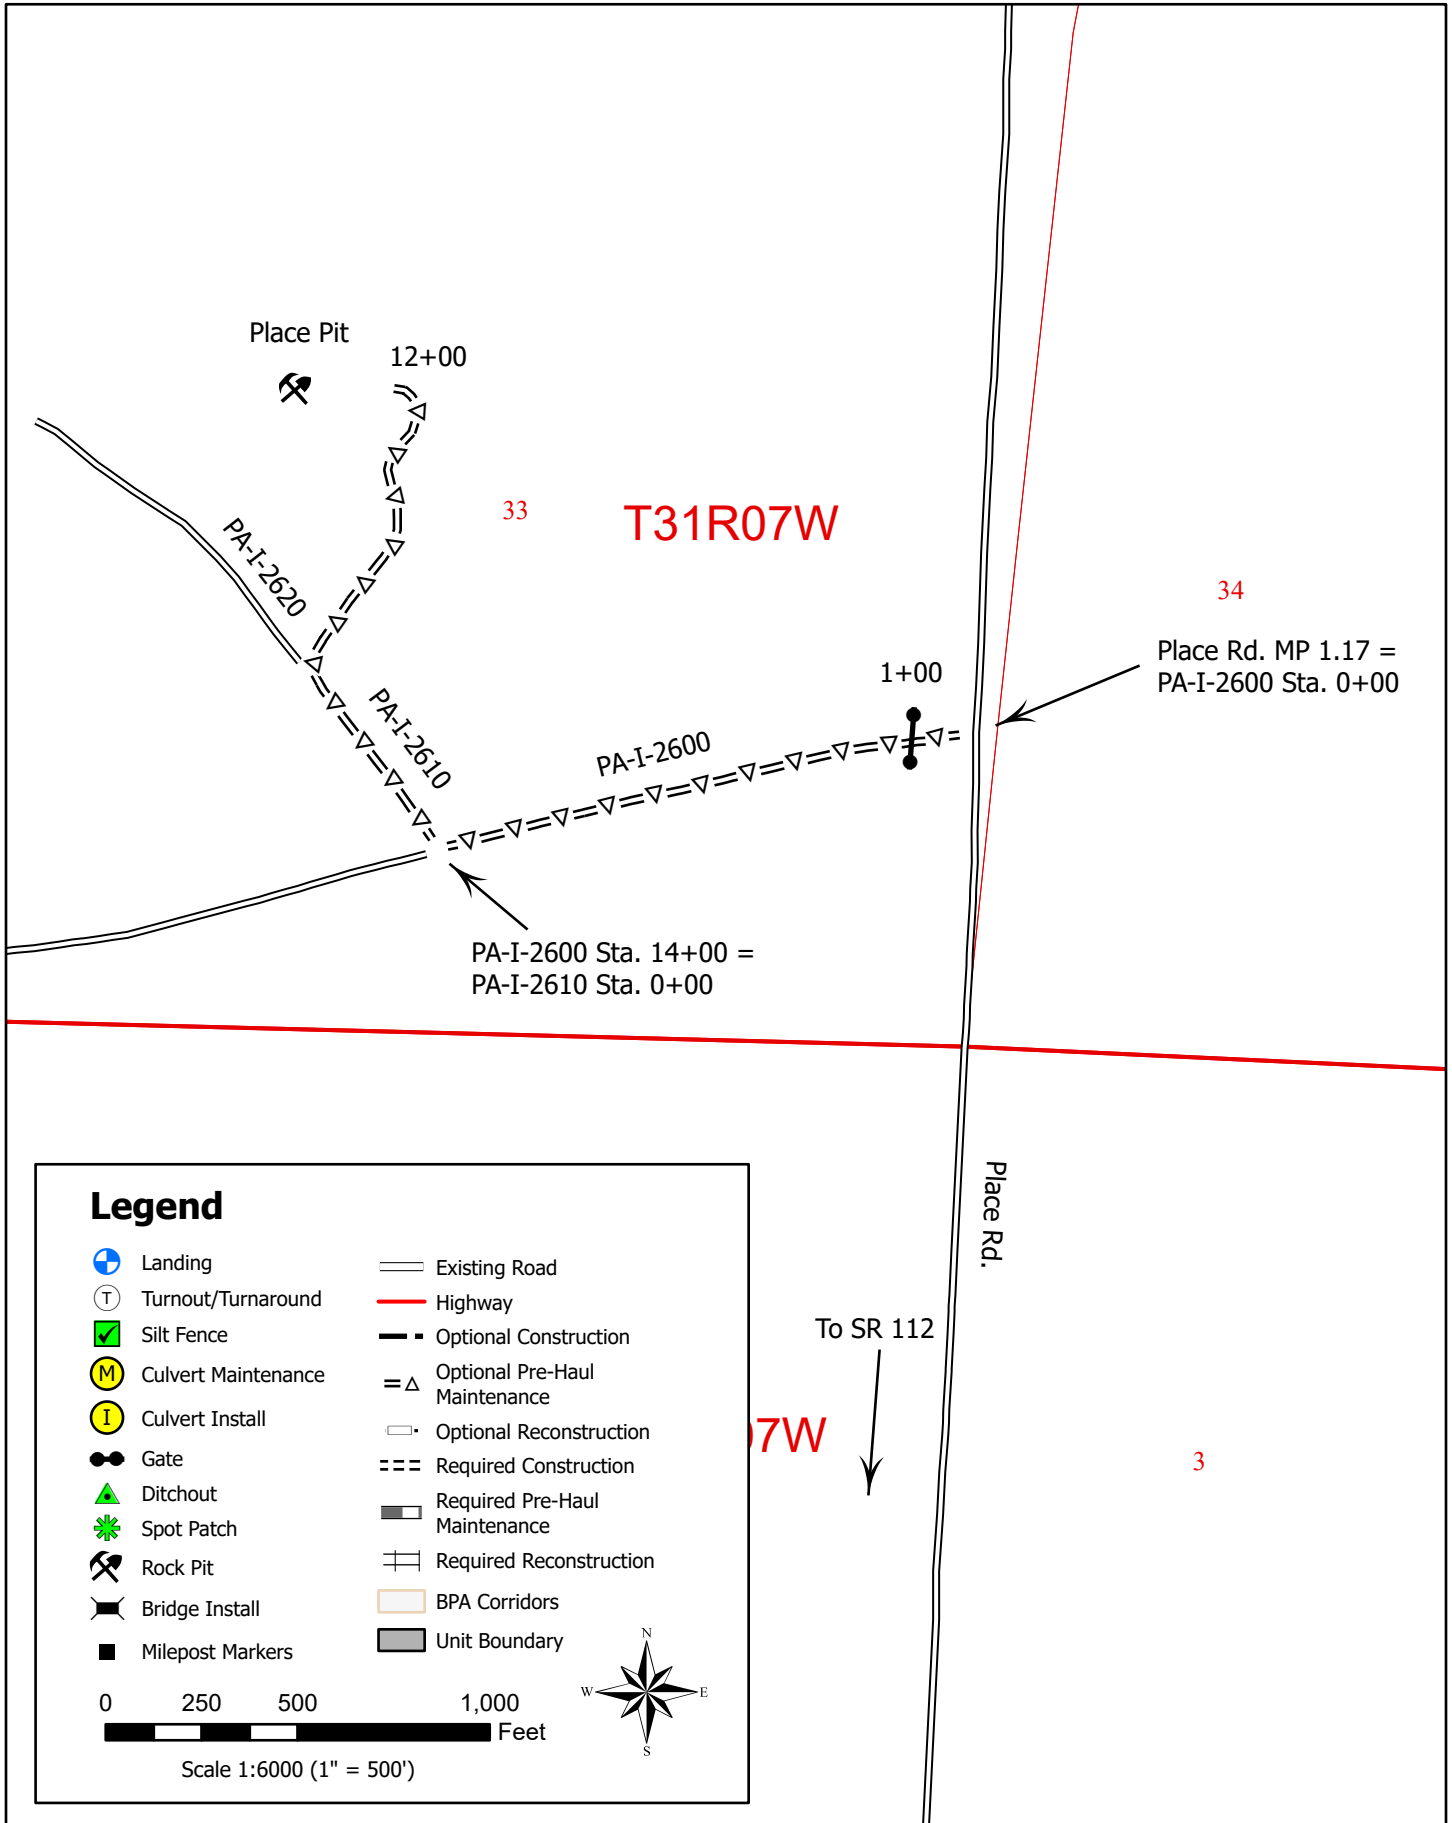 Place Pit
12+00
33
T31R07W
PA-I-2620
34
Place Rd. MP 1.17 =
PA-I-2600 Sta. 0+00
1+00
PA-I-2610
PA-I-2600
PA-I-2600 Sta. 14+00 =
PA-I-2610 Sta. 0+00
Place Rd.
To SR 112
7W
3
Legend
Landing
T
Turnout/Turnaround
Silt Fence
M
Culvert Maintenance
I
Culvert Install
Gate
Ditchout
Spot Patch
Rock Pit
Bridge Install
Milepost Markers
Existing Road
Highway
Optional Construction
Optional Pre-Haul
Maintenance
Optional Reconstruction
Required Construction
Required Pre-Haul
Maintenance
Required Reconstruction
BPA Corridors
Unit Boundary
N
W
E
S
0 250 500 1,000
Feet
Scale 1:6000 (1" = 500')